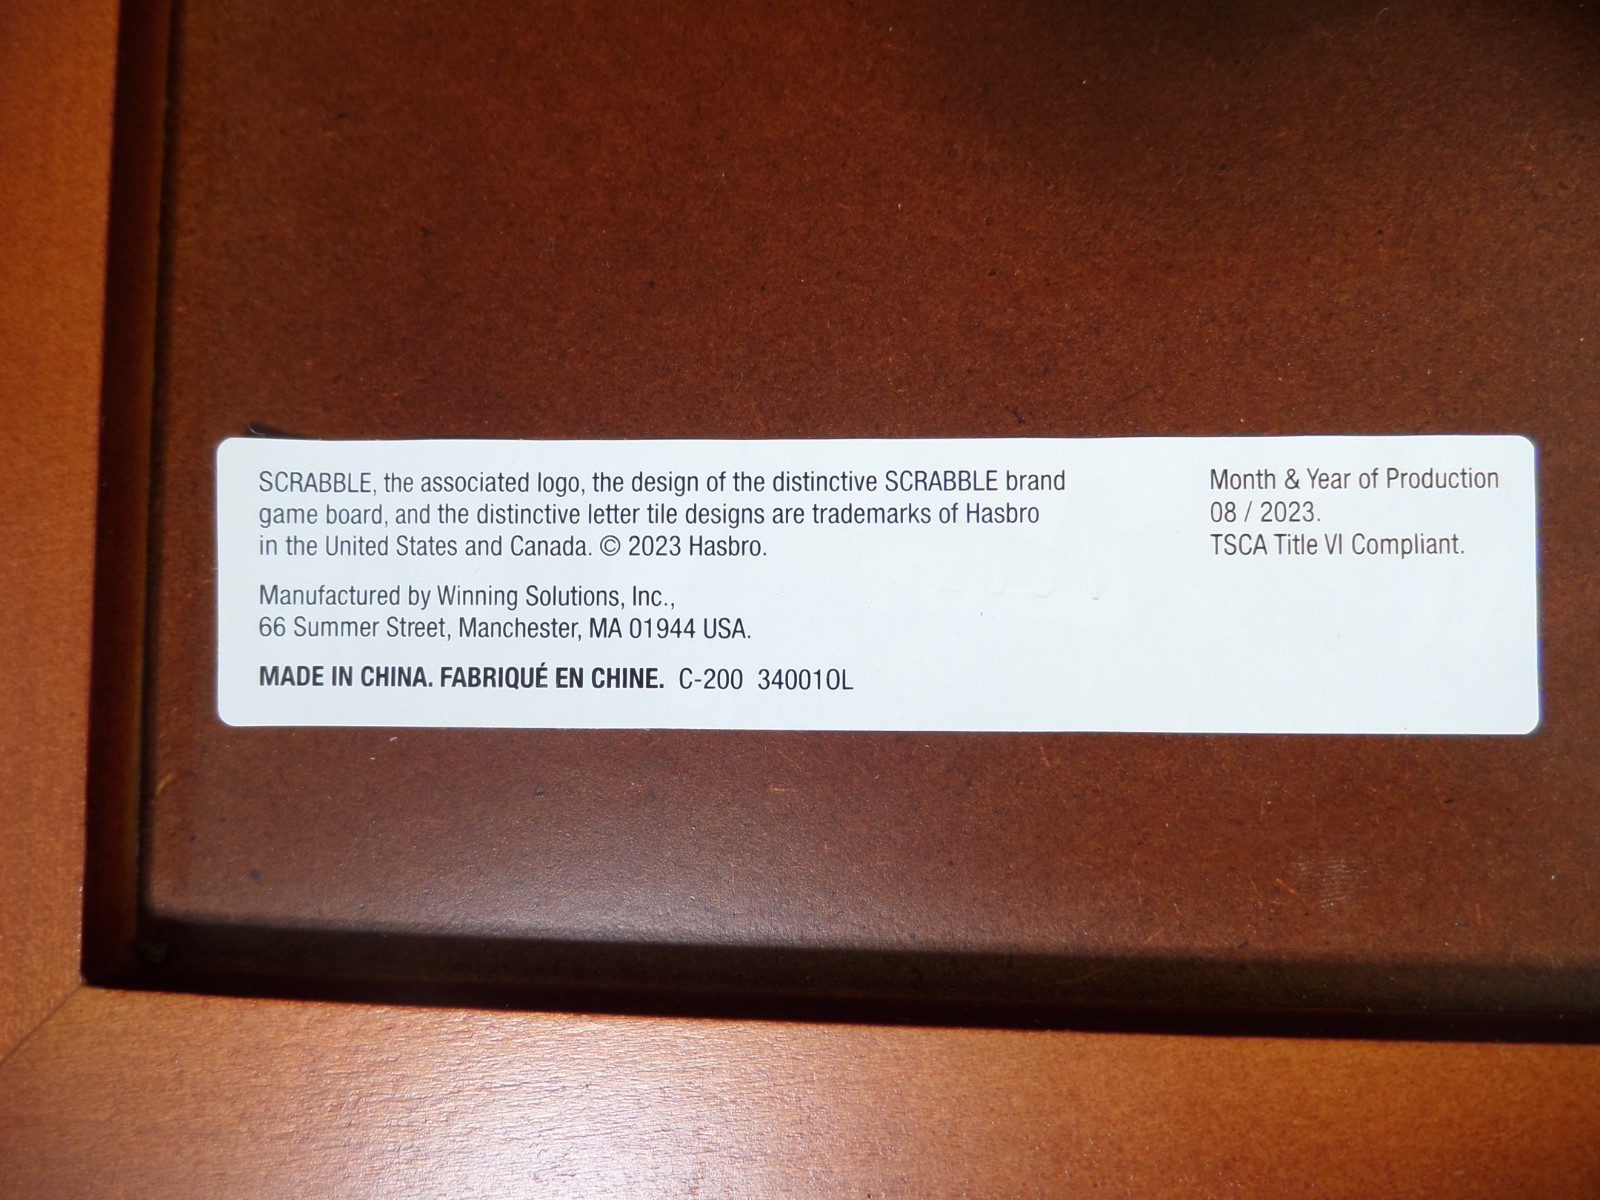 SCRABBLE, the associated logo, the design of the distinctive SCRABBLE brand
game board, and the distinctive letter tile designs are trademarks of Hasbro
in the United States and Canada. © 2023 Hasbro.
Manufactured by Winning Solutions, Inc.,
66 Summer Street, Manchester, MA 01944 USA.
MADE IN CHINA. FABRIQUÉ EN CHINE. C-200 340010L
Month & Year of Production
08 / 2023.
TSCA Title VI Compliant.